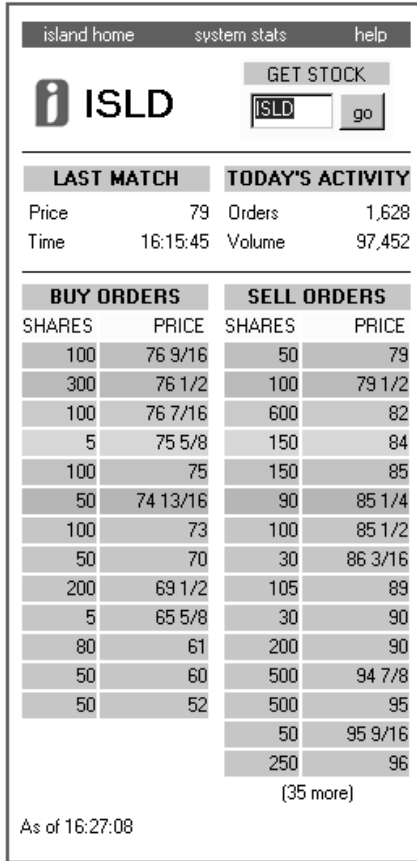 island home system stats help
GET STOCK
ISLD
ISLD go
LAST MATCH TODAY'S ACTIVITY
Price 79 Orders 1,628
Time 16:15:45 Volume 97,452
BUY ORDERS SELL ORDERS
SHARES PRICE SHARES PRICE
100 76 9/16 50 79
300 76 1/2 100 79 1/2
100 76 7/16 600 82
5 75 5/8 150 84
100 75 150 85
50 74 13/16 90 85 1/4
100 73 100 85 1/2
50 70 30 86 3/16
200 69 1/2 105 89
5 65 5/8 30 90
80 61 200 90
50 60 500 94 7/8
50 52 500 95
50 95 9/16
250 96
(35 more)
As of 16:27:08